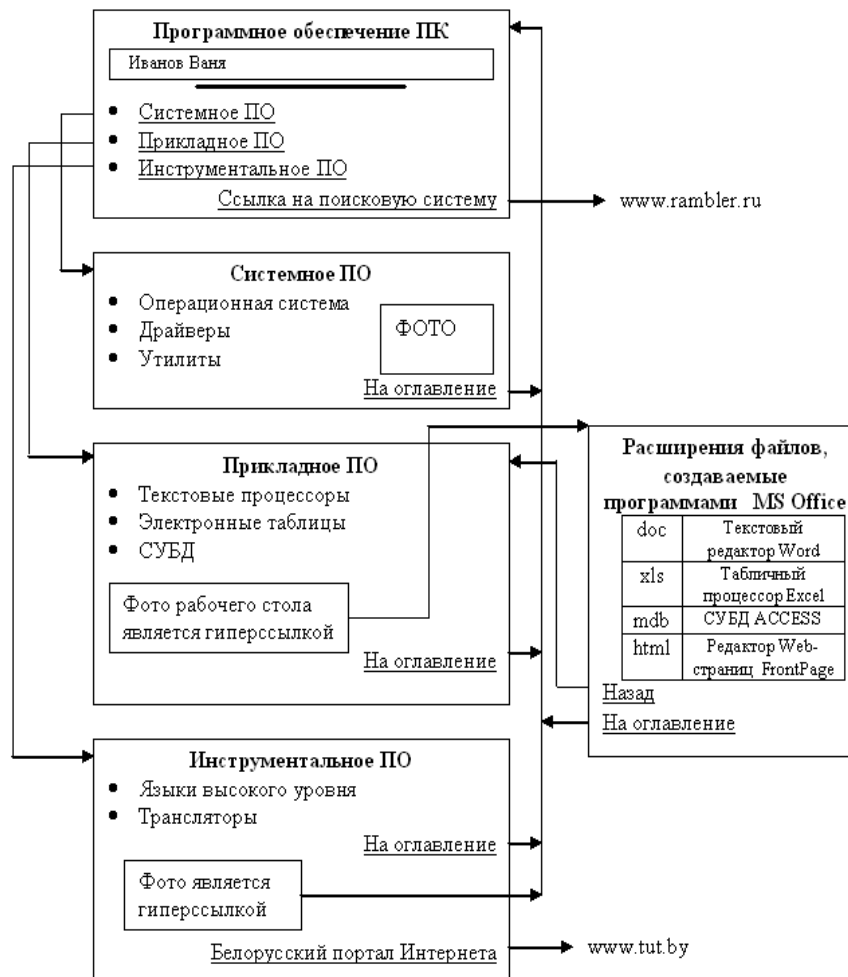 Программное обеспечение ПК
Иванов Ваня
Системное ПО
Прикладное ПО
Инструментальное ПО
Ссылка на поисковую систему
www.rambler.ru
Системное ПО
Операционная система
Драйверы
Утилиты
ФОТО
На оглавление
Прикладное ПО
Текстовые процессоры
Электронные таблицы
СУБД
Фото рабочего стола
является гиперссылкой
На оглавление
Расширения файлов,
создаваемые
программами MS Office
doc Текстовый
редактор Word
xls Табличный
процессор Excel
mdb СУБД ACCESS
html Редактор Web-
страниц FrontPage
Назад
На оглавление
Инструментальное ПО
Языки высокого уровня
Трансляторы
На оглавление
Фото является
гиперссылкой
Белорусский портал Интернета
www.tut.by